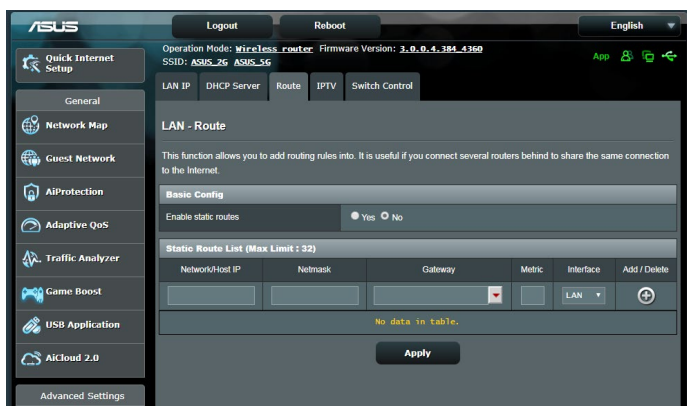 ASUS
Logout
Reboot
English
Quick Internet Setup
Operation Mode: Wireless router Firmware Version: 3.0.0.4.384_4360
SSID: ASUS_2G ASUS_5G
App
General
Network Map
Guest Network
AiProtection
Adaptive QoS
Traffic Analyzer
Game Boost
USB Application
AiCloud 2.0
Advanced Settings
LAN IP DHCP Server Route IPTV Switch Control
LAN - Route
This function allows you to add routing rules into. It is useful if you connect several routers behind to share the same connection
to the Internet.
Basic Config
Enable static routes Yes No
Static Route List (Max Limit : 32)
Network/Host IP Netmask Gateway Metric Interface Add / Delete
LAN
No data in table.
Apply